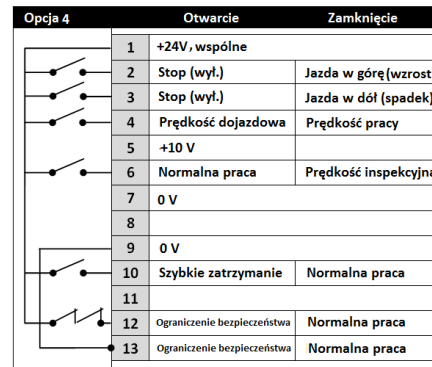 Opcja 4 Otwarcie Zamknięcie
1 +24V, wspólne
2 Stop (wył.) Jazda w górę (wzrost
3 Stop (wył.) Jazda w dół (spadek)
4 Prędkość dojazdowa Prędkość pracy
5 +10 V
6 Normalna praca Prędkość inspekcyjna
7 0 V
8
9 0 V
10 Szybkie zatrzymanie Normalna praca
11
12 Ograniczenie bezpieczeństwa Normalna praca
13 Ograniczenie bezpieczeństwa Normalna praca